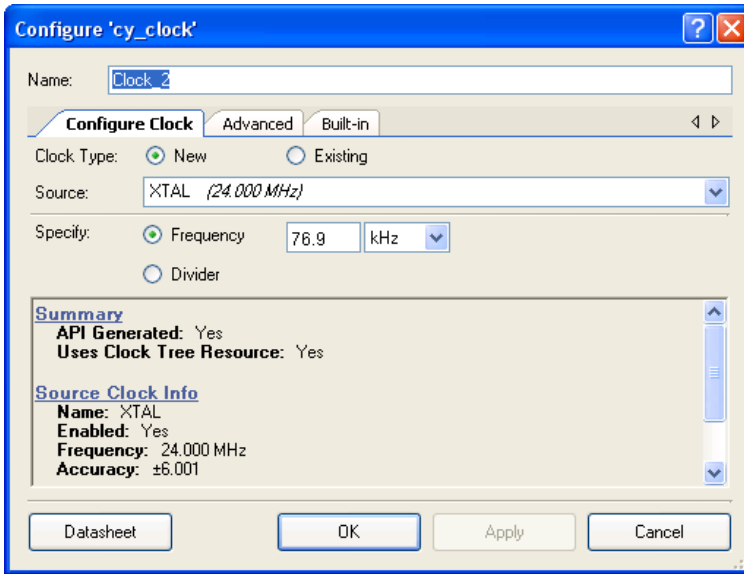 Configure 'cy_clock'
Name: Clock_2
Configure Clock Advanced Built-in
Clock Type: New Existing
Source: XTAL (24.000 MHz)
Specify: Frequency 76.9 kHz
Divider
Summary
API Generated: Yes
Uses Clock Tree Resource: Yes
Source Clock Info
Name: XTAL
Enabled: Yes
Frequency: 24.000 MHz
Accuracy: ±6.001
Datasheet OK Apply Cancel